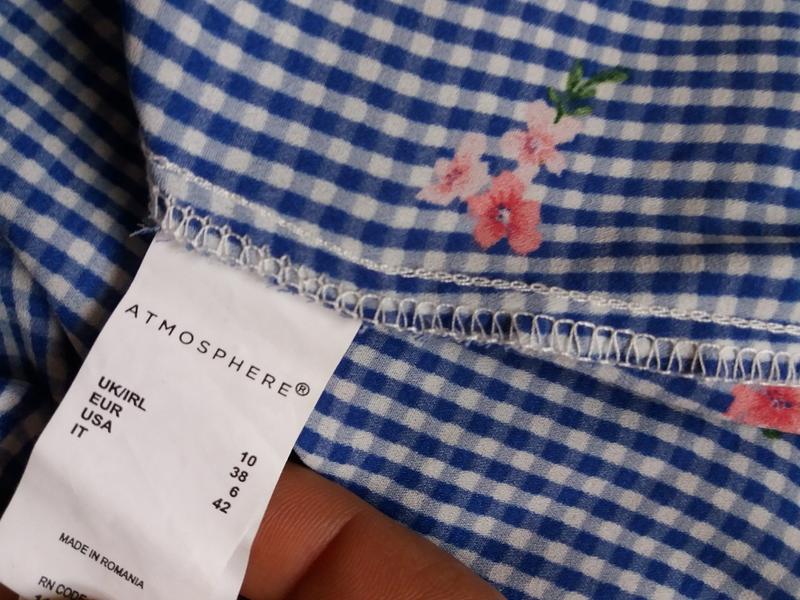 ATMOSPHERE®
UK/IRL 10
EUR 38
USA 6
IT 42
MADE IN ROMANIA
RN CODE